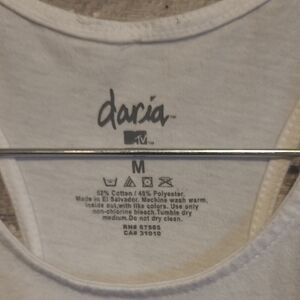 daria™
MTV
M
52% Cotton / 48% Polyester.
Made in El Salvador. Machine wash warm,
inside out, with like colors. Use only
non-chlorine bleach. Tumble dry
medium. Do not dry clean.
RN# 67565
CA# 31010